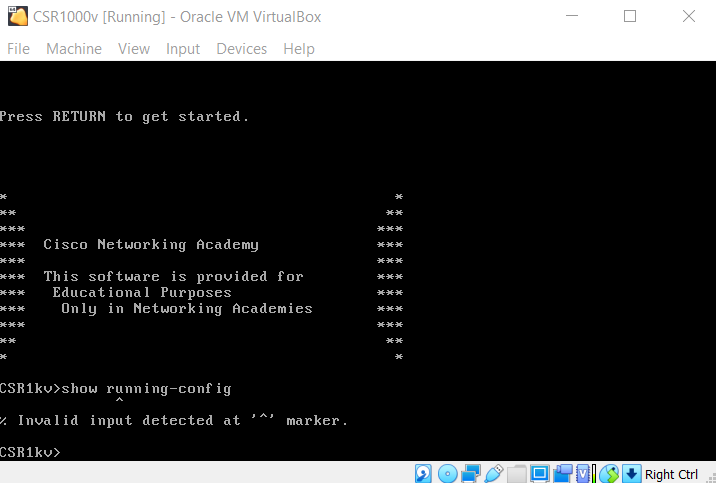 CSR1000v [Running] - Oracle VM VirtualBox
File Machine View Input Devices Help
Press RETURN to get started.
* *
** **
*** ***
*** Cisco Networking Academy ***
*** ***
*** This software is provided for ***
*** Educational Purposes ***
*** Only in Networking Academies ***
*** ***
** **
* *
CSR1kv>show running-config
^
% Invalid input detected at '^' marker.
CSR1kv>
Right Ctrl